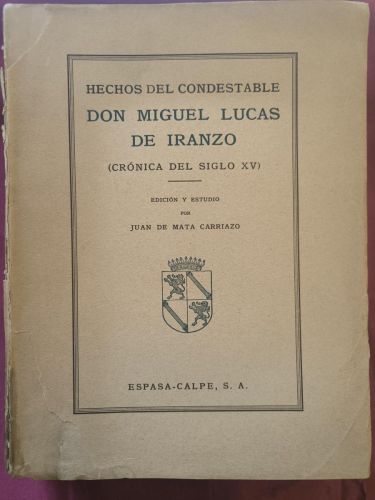 HECHOS DEL CONDESTABLE
DON MIGUEL LUCAS
DE IRANZO
(CRÓNICA DEL SIGLO XV)
EDICIÓN Y ESTUDIO
POR
JUAN DE MATA CARRIAZO
ESPASA-CALPE, S. A.